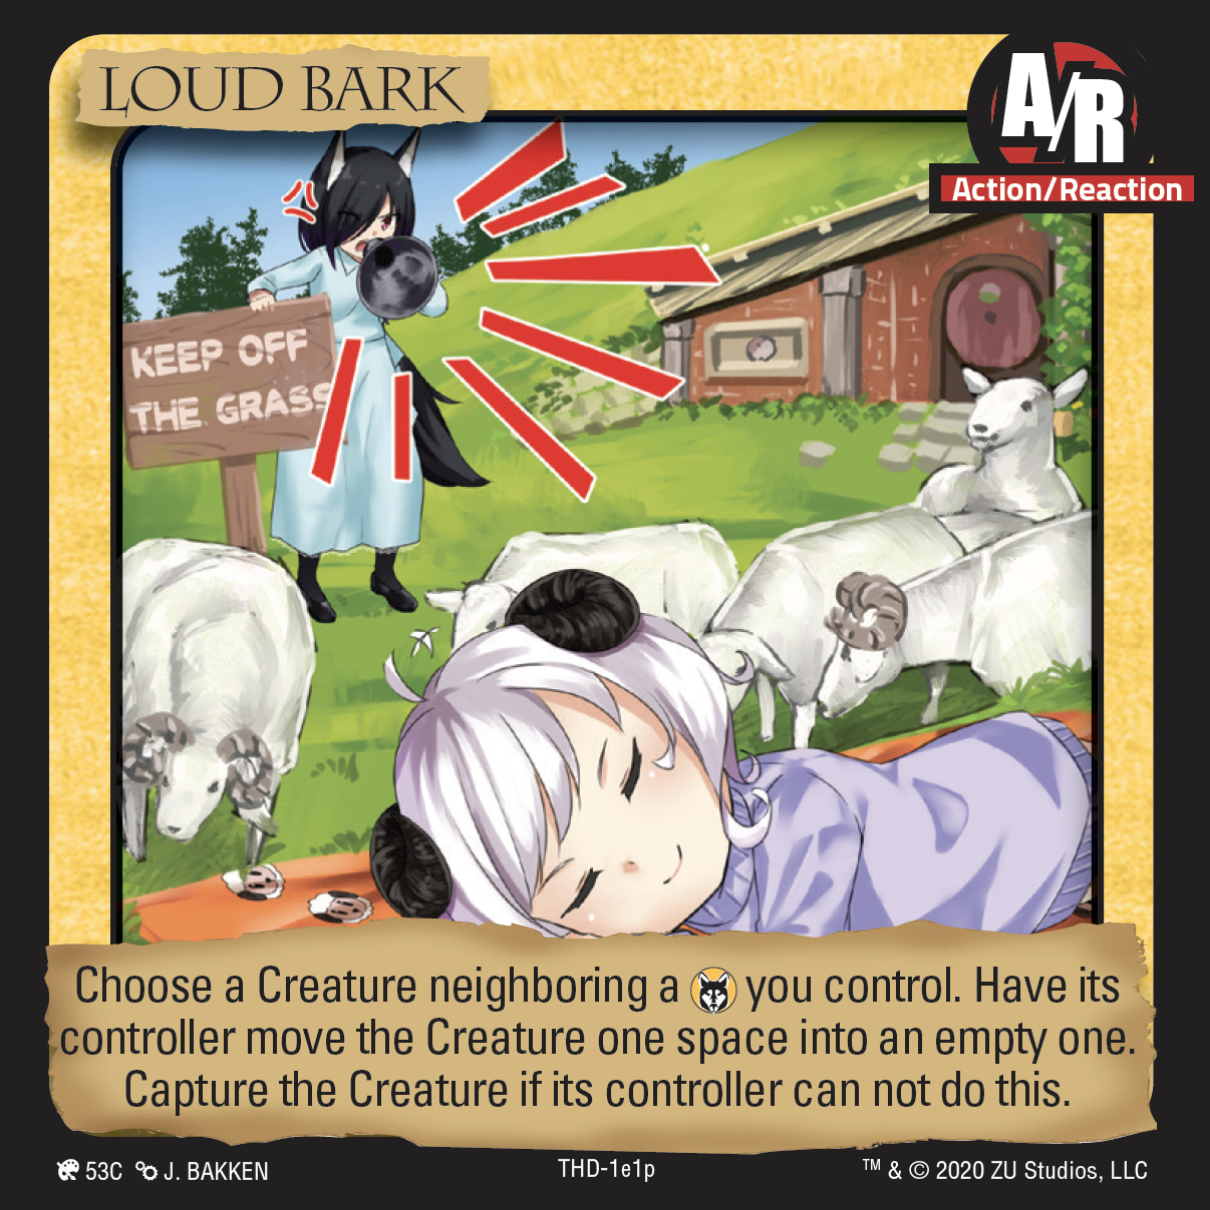 LOUD BARK
A/R
Action/Reaction
KEEP OFF
THE GRASS
Choose a Creature neighboring a you control. Have its
controller move the Creature one space into an empty one.
Capture the Creature if its controller can not do this.
53C J. BAKKEN
THD-1e1p
TM & © 2020 ZU Studios, LLC